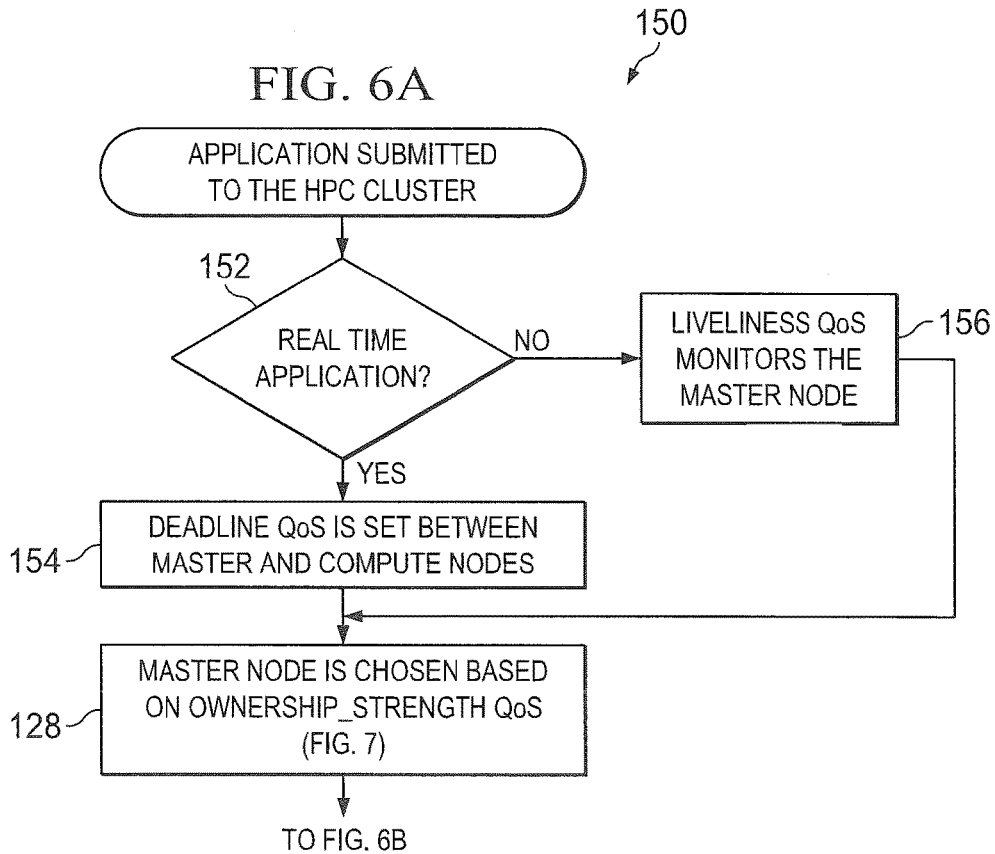 150
FIG. 6A
APPLICATION SUBMITTED
TO THE HPC CLUSTER
152
REAL TIME
APPLICATION?
NO
LIVELINESS QoS
MONITORS THE
MASTER NODE
156
YES
DEADLINE QoS IS SET BETWEEN
MASTER AND COMPUTE NODES
154
MASTER NODE IS CHOSEN BASED
ON OWNERSHIP_STRENGTH QoS
(FIG. 7)
128
TO FIG. 6B